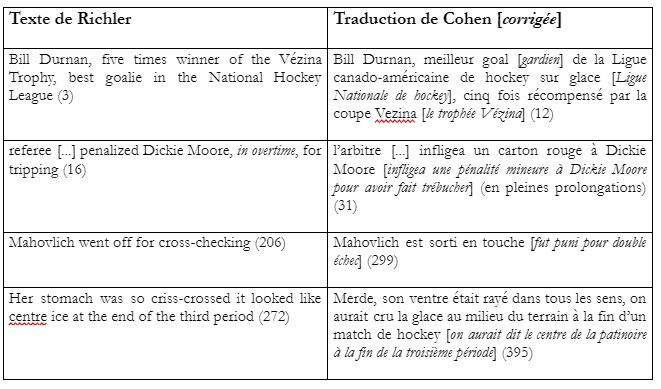 Texte de Richler
Traduction de Cohen [corrigée]
Bill Durnan, five times winner of the Vézina
Trophy, best goalie in the National Hockey
League (3)
Bill Durnan, meilleur goal [gardien] de la Ligue
canado-américaine de hockey sur glace [Ligue
Nationale de hockey], cinq fois récompensé par la
coupe Vezina [le trophée Vézina] (12)
referee [...] penalized Dickie Moore, in overtime, for
tripping (16)
l’arbitre [...] infligea un carton rouge à Dickie
Moore [infligea une pénalité mineure à Dickie Moore
pour avoir fait trébucher] (en pleines prolongations)
(31)
Mahovlich went off for cross-checking (206)
Mahovlich est sorti en touche [fut puni pour double
échec] (299)
Her stomach was so criss-crossed it looked like
centre ice at the end of the third period (272)
Merde, son ventre était rayé dans tous les sens, on
aurait cru la glace au milieu du terrain à la fin d’un
match de hockey [on aurait dit le centre de la patinoire
à la fin de la troisième période] (395)